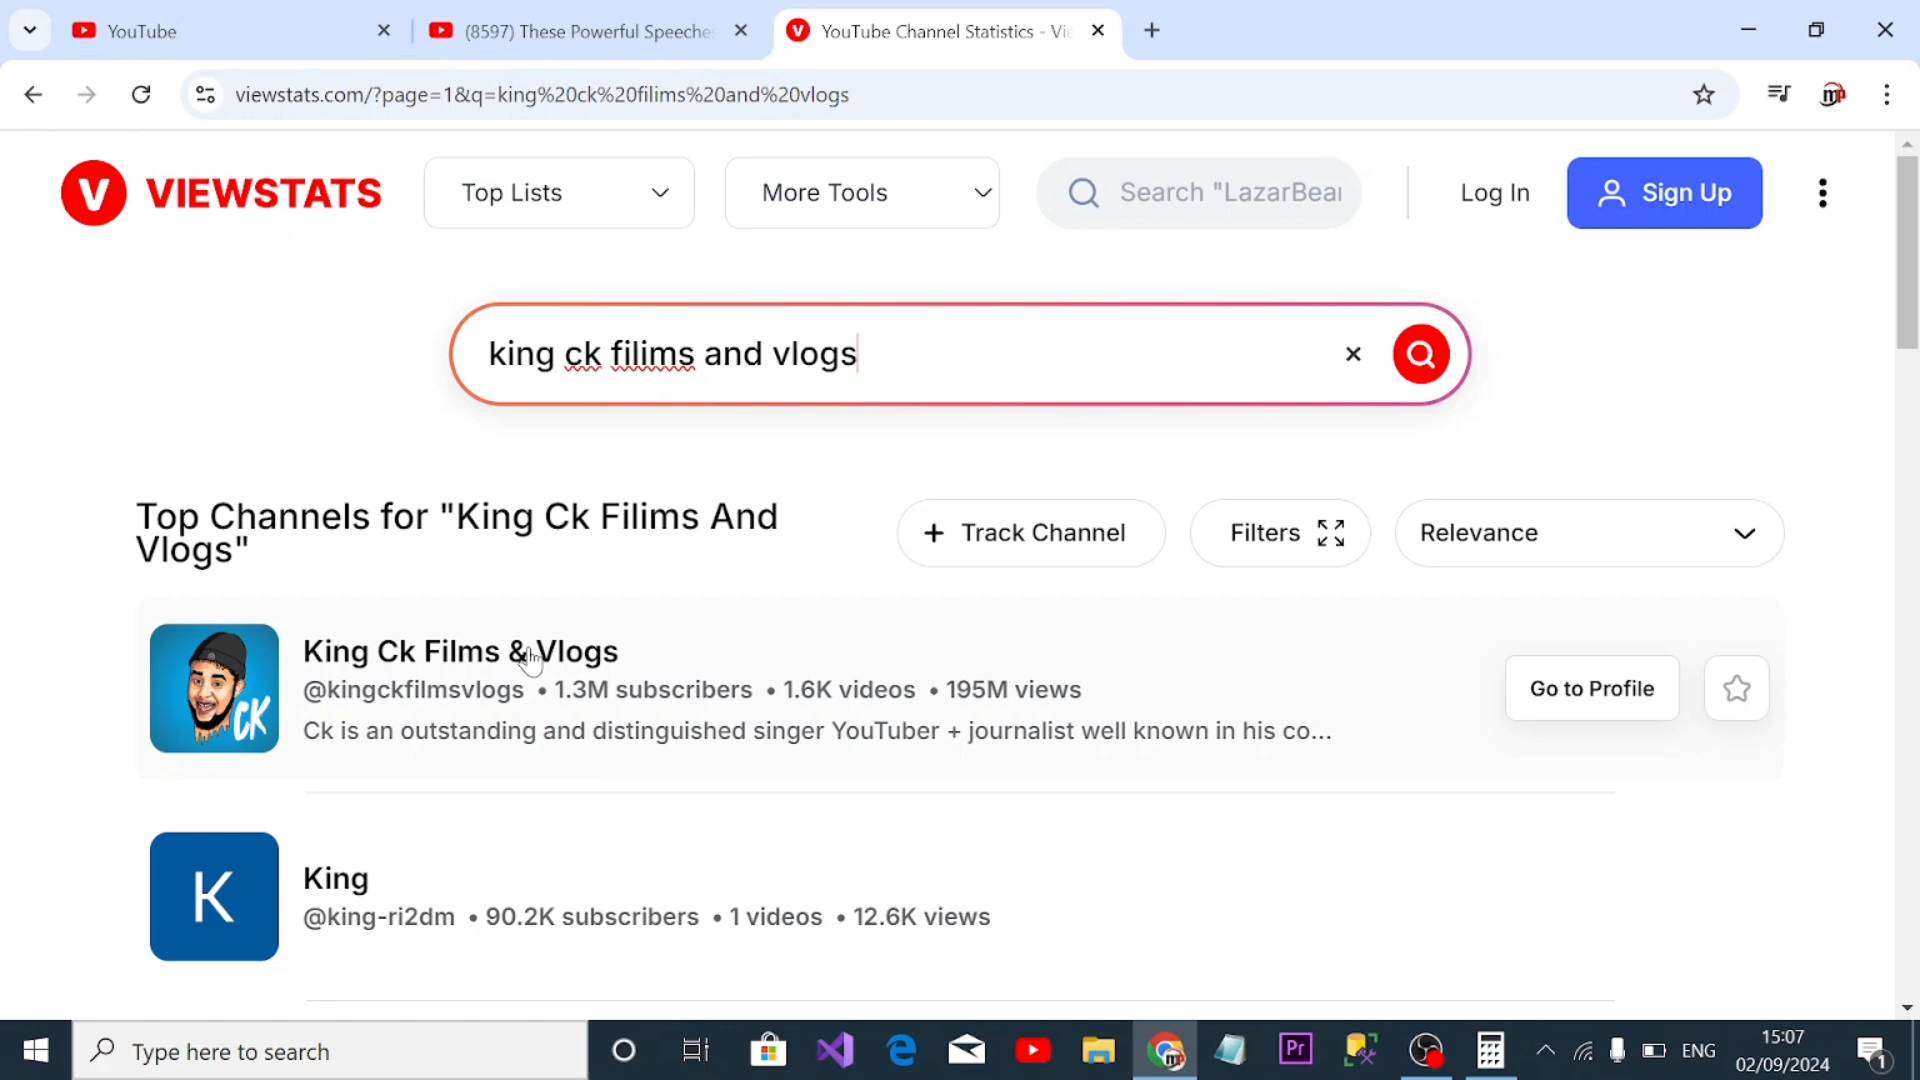 YouTube
(8597) These Powerful Speeches
YouTube Channel Statistics - Vie
viewstats.com/?page=1&q=king%20ck%20filims%20and%20vlogs
VIEWSTATS
Top Lists
More Tools
Search "LazarBear
Log In
Sign Up
king ck filims and vlogs
Top Channels for "King Ck Filims And
Vlogs"
Track Channel
Filters
Relevance
King Ck Films & Vlogs
@kingckfilmsvlogs • 1.3M subscribers • 1.6K videos • 195M views
Ck is an outstanding and distinguished singer YouTuber + journalist well known in his co...
Go to Profile
CK
K
King
@king-ri2dm • 90.2K subscribers • 1 videos • 12.6K views
Type here to search
Pr
ENG
15:07
02/09/2024
1